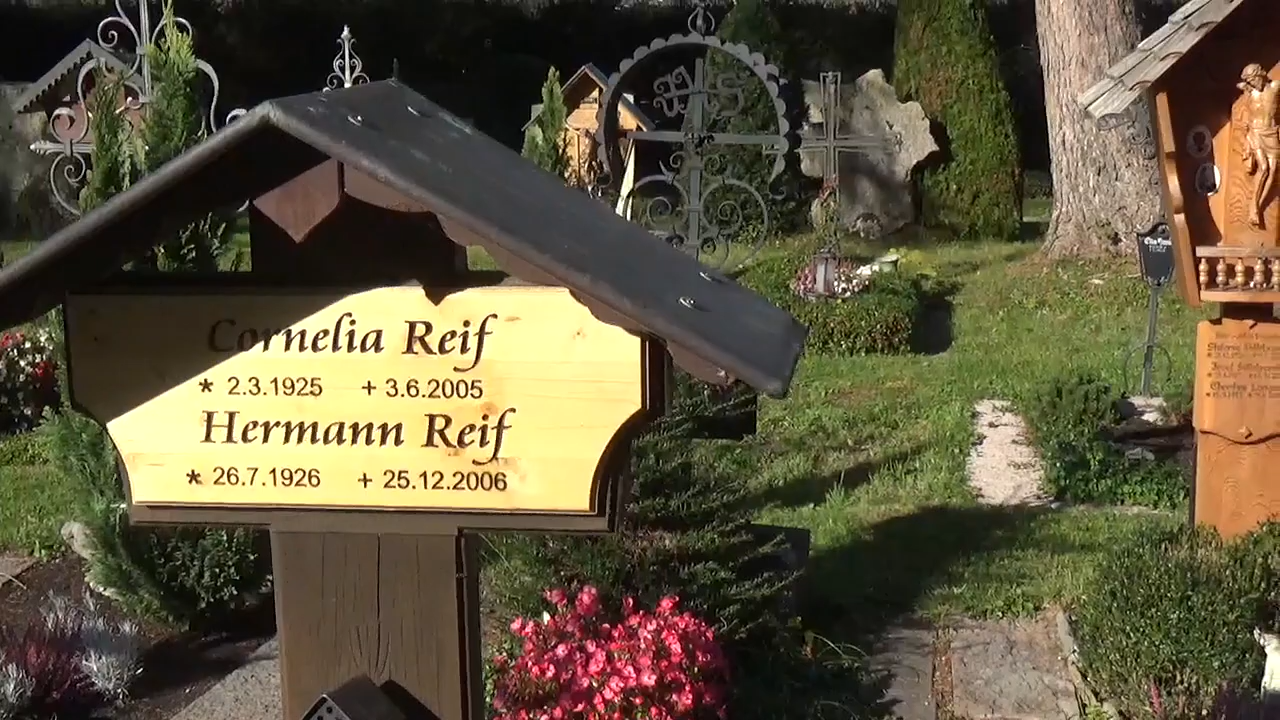 Cornelia Reif
* 2.3.1925 + 3.6.2005
Hermann Reif
* 26.7.1926 + 25.12.2006